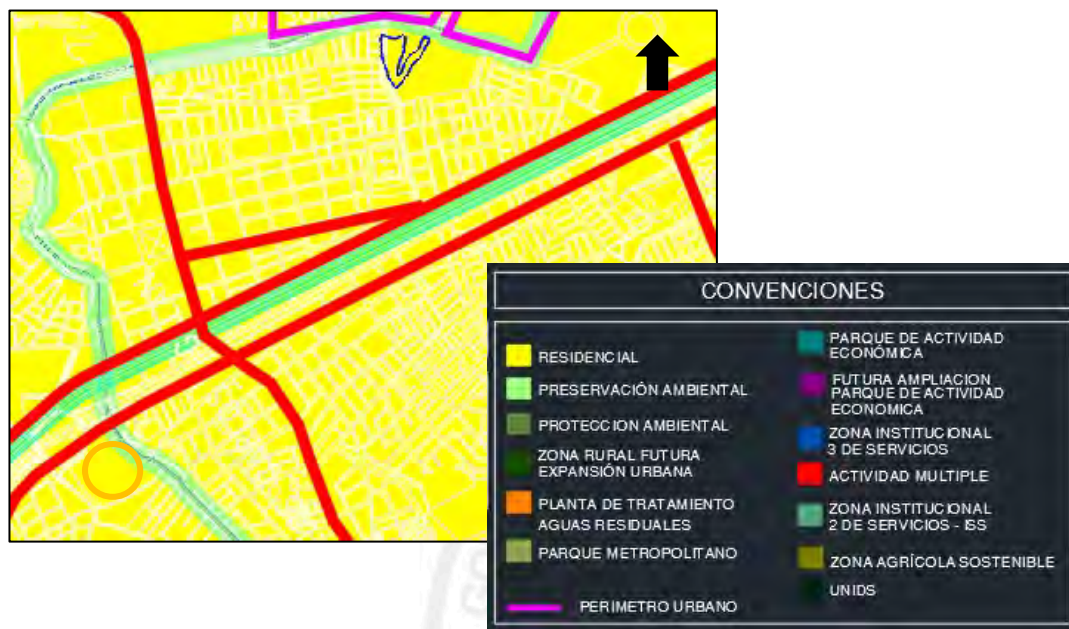 CONVENCIONES
RESIDENCIAL
PRESERVACIÓN AMBIENTAL
PROTECCION AMBIENTAL
ZONA RURAL FUTURA
EXPANSIÓN URBANA
PLANTA DE TRATAMIENTO
AGUAS RESIDUALES
PARQUE METROPOLITANO
PERIMETRO URBANO
PARQUE DE ACTIVIDAD
ECONÓMICA
FUTURA AMPLIACION
PARQUE DE ACTIVIDAD
ECONOMICA
ZONA INSTITUCIONAL
3 DE SERVICIOS
ACTIVIDAD MULTIPLE
ZONA INSTITUCIONAL
2 DE SERVICIOS - ISS
ZONA AGRÍCOLA SOSTENIBLE
UNIDS